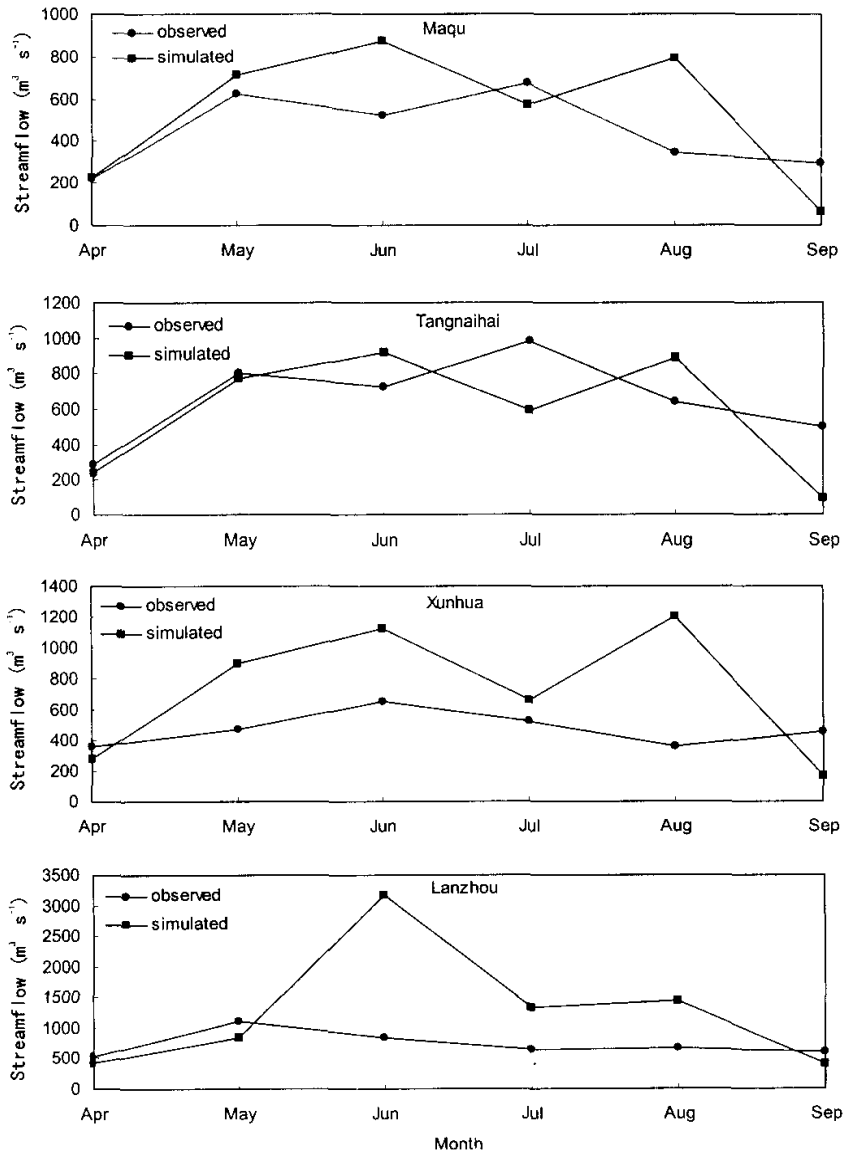 1000
observed
Maqu
simulated
800
600
400
200
0
Streamflow (m³ s⁻¹)
Apr May Jun Jul Aug Sep
1200
observed
Tangnaihai
1000
simulated
800
600
400
200
0
Streamflow (m³ s⁻¹)
Apr May Jun Jul Aug Sep
1400
observed
Xunhua
1200
simulated
1000
800
600
400
200
0
Streamflow (m³ s⁻¹)
Apr May Jun Jul Aug Sep
3500
observed
Lanzhou
3000
simulated
2500
2000
1500
1000
500
0
Streamflow (m³ s⁻¹)
Apr May Jun Jul Aug Sep
Month